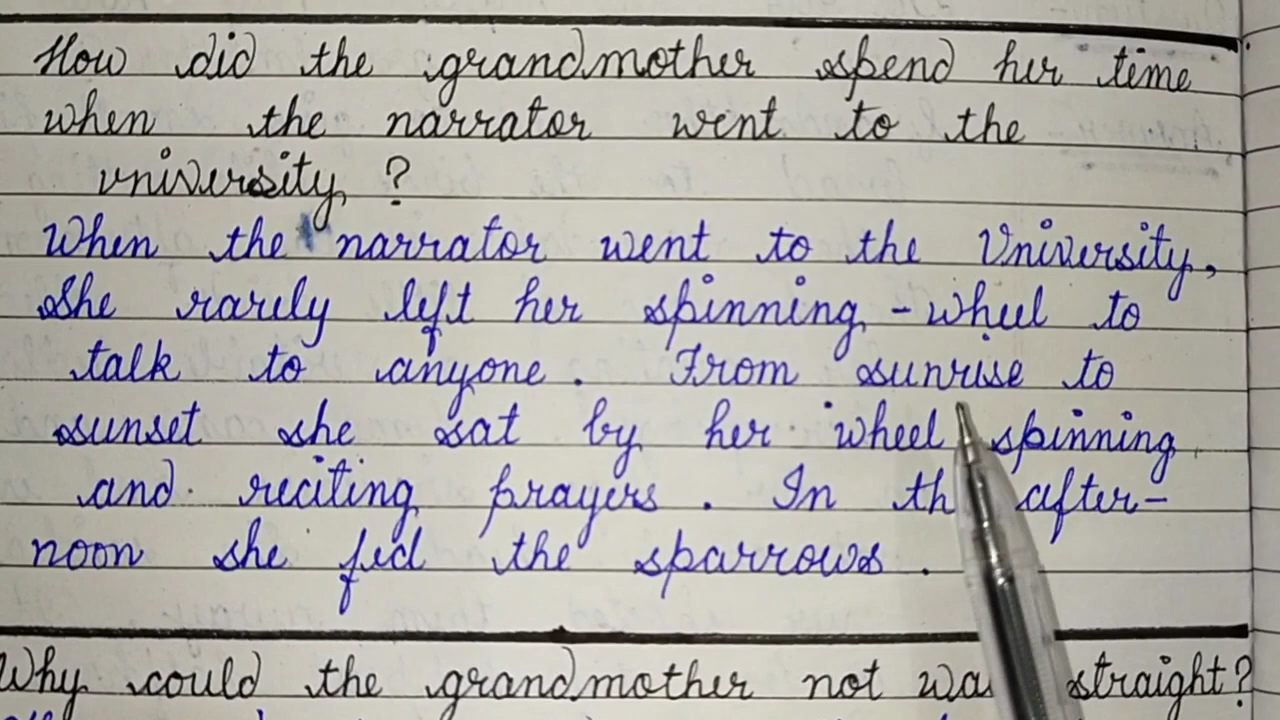 How did the grandmother spend her time
when the narrator went to the
university ?
When the narrator went to the University,
She rarely left her spinning - wheel to
talk to anyone. From sunrise to
sunset she sat by her wheel spinning
and reciting prayers. In after-
noon she fed the sparrows.
Why could the grandmother not straight?